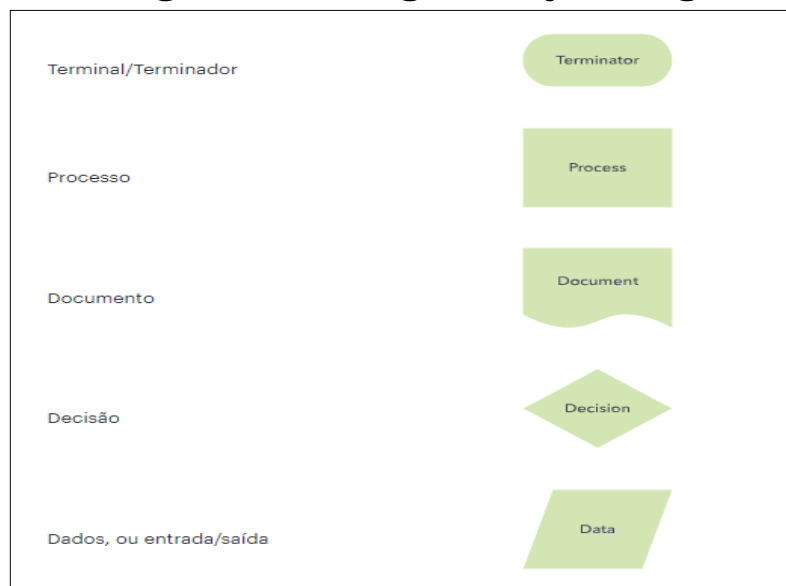 Terminal/Terminador
Terminator
Processo
Process
Documento
Document
Decisão
Decision
Dados, ou entrada/saída
Data